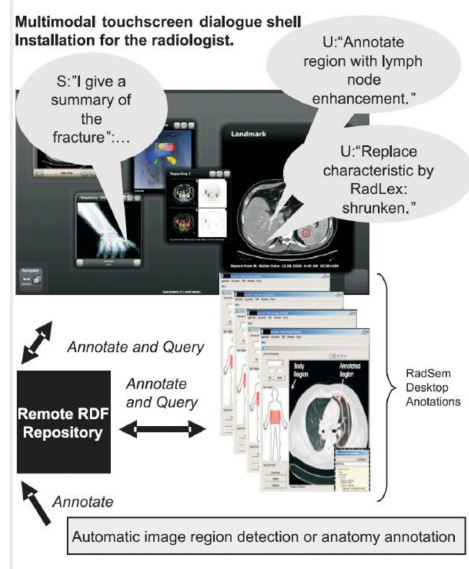 Multimodal touchscreen dialogue shell
Installation for the radiologist.
U:“Annotate
region with lymph
node
enhancement.”
S:"I give a
summary of
the
fracture":...
Landmark
U:“Replace
characteristic by
RadLex:
shrunken.”
Annotate and Query
Remote RDF
Repository
Annotate
and Query
Body
Region
Annotated
Region
RadSem
Desktop
Anotations
Annotate
Automatic image region detection or anatomy annotation